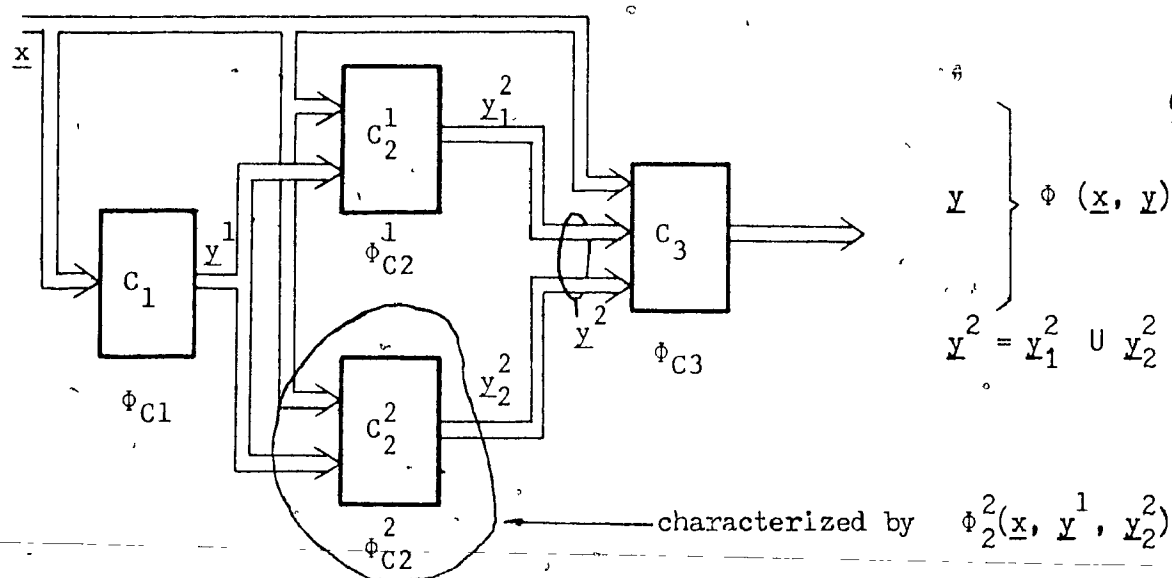 x
C_2^1
y_1^2
y Φ (x, y)
C_1
y^1
Φ_C2^1
C_3
y^2
Φ_C3
y^2 = y_1^2 U y_2^2
Φ_C1
C_2^2
y_2^2
Φ_C2^2
characterized by Φ_2^2(x, y^1, y_2^2)